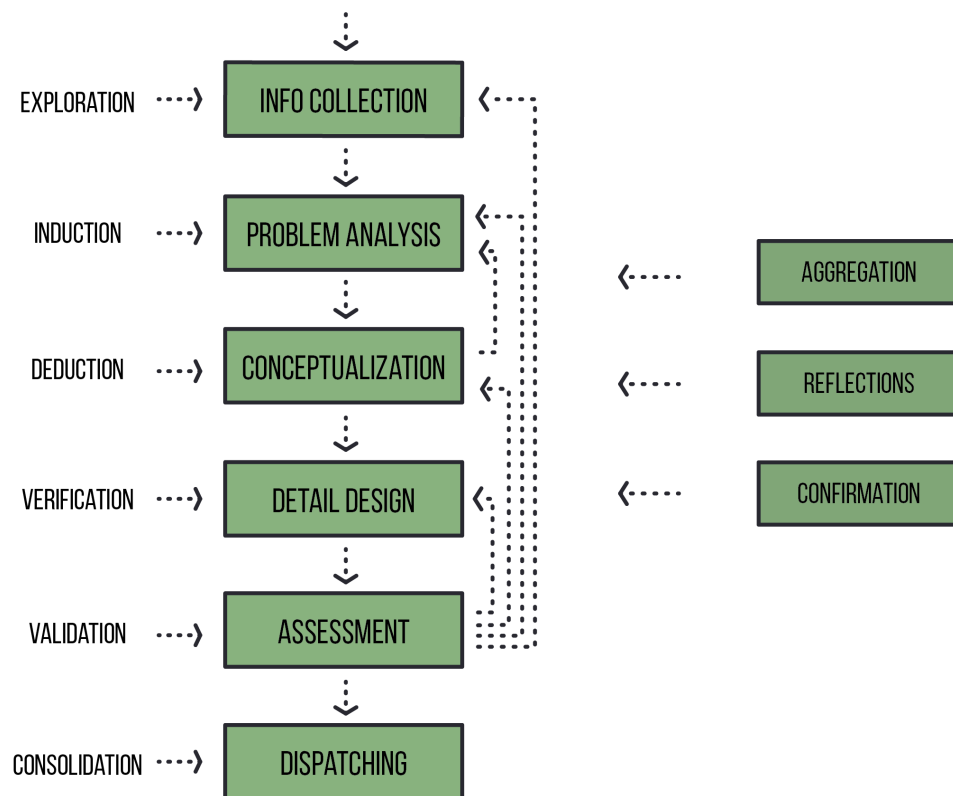 EXPLORATION
INFO COLLECTION
INDUCTION
PROBLEM ANALYSIS
DEDUCTION
CONCEPTUALIZATION
VERIFICATION
DETAIL DESIGN
VALIDATION
ASSESSMENT
CONSOLIDATION
DISPATCHING
AGGREGATION
REFLECTIONS
CONFIRMATION